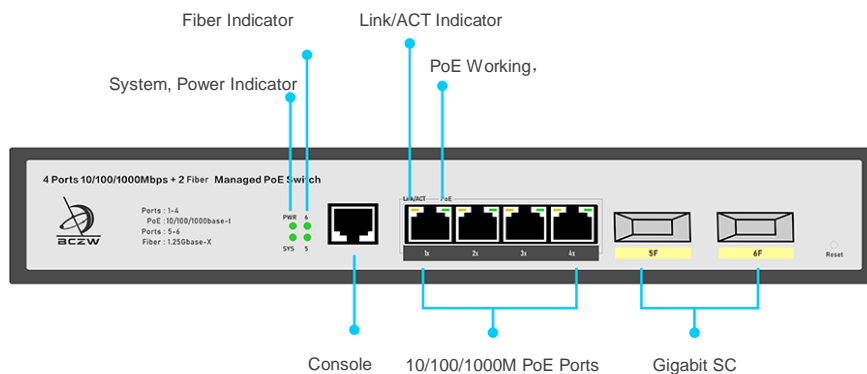 Fiber Indicator
Link/ACT Indicator
PoE Working，
System, Power Indicator
4 Ports 10/100/1000Mbps + 2 Fiber Managed PoE Switch
BCZW
Ports : 1-4
PoE : 10/100/1000base-t
Ports : 5-6
Fiber : 1.25Gbase-X
PWR 6
SYS 5
Link/ACT PoE
1x 2x 3x 4x
5F 6F
Reset
Console
10/100/1000M PoE Ports
Gigabit SC